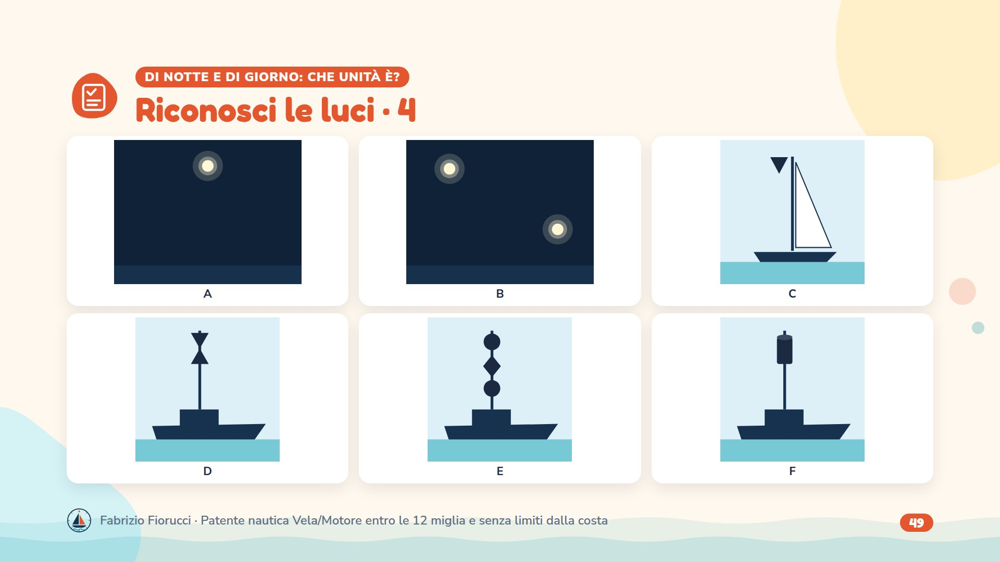 DI NOTTE E DI GIORNO: CHE UNITÀ È?
Riconosci le luci · 4
A
B
C
D
E
F
Fabrizio Fiorucci · Patente nautica Vela/Motore entro le 12 miglia e senza limiti dalla costa
49